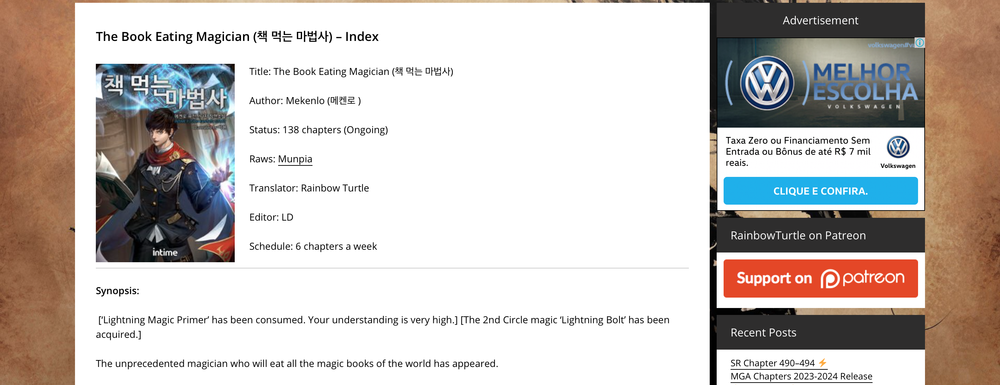 The Book Eating Magician (책 먹는 마법사) – Index
책 먹는
마법사
intime
Title: The Book Eating Magician (책 먹는 마법사)
Author: Mekenlo (메켄로 )
Status: 138 chapters (Ongoing)
Raws: Munpia
Translator: Rainbow Turtle
Editor: LD
Schedule: 6 chapters a week
Synopsis:
[‘Lightning Magic Primer’ has been consumed. Your understanding is very high.] [The 2nd Circle magic ‘Lightning Bolt’ has been
acquired.]
The unprecedented magician who will eat all the magic books of the world has appeared.
Advertisement
MELHOR
ESCOLHA
VOLKSWAGEN
Taxa Zero ou Financiamento Sem
Entrada ou Bônus de até R$ 7 mil
reais.
Volkswagen
CLIQUE E CONFIRA.
RainbowTurtle on Patreon
Support on patreon
Recent Posts
SR Chapter 490–494 ⚡
MGA Chapters 2023-2024 Release